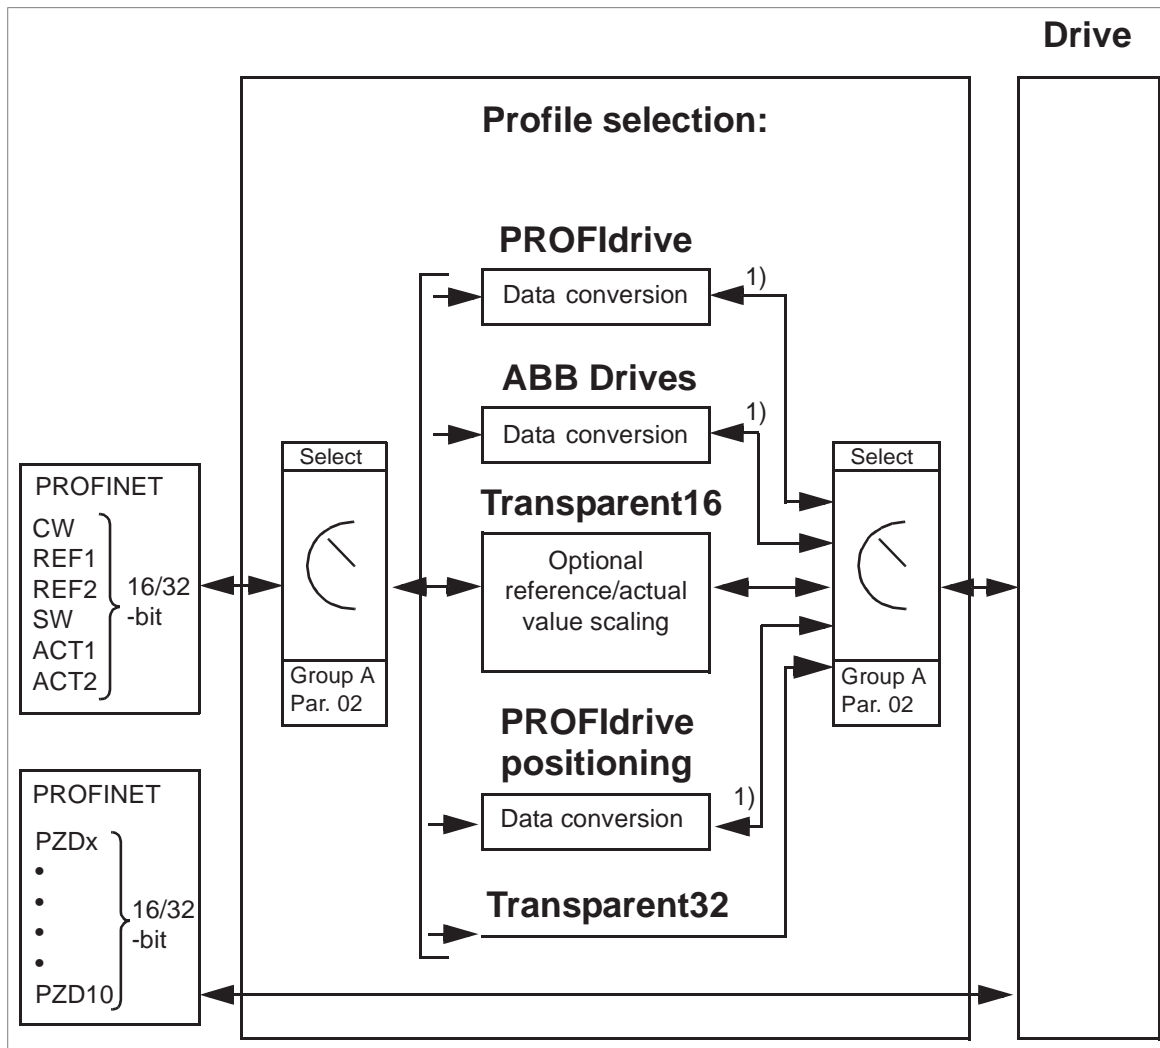 Drive
Profile selection:
PROFIdrive
1)
Data conversion
ABB Drives
1)
Data conversion
Select
Select
PROFINET
CW
REF1
REF2
SW
ACT1
ACT2
16/32
-bit
Transparent16
Optional
reference/actual
value scaling
Group A
Par. 02
Group A
Par. 02
PROFIdrive
positioning
1)
Data conversion
PROFINET
PZDx
•
•
•
•
PZD10
16/32
-bit
Transparent32